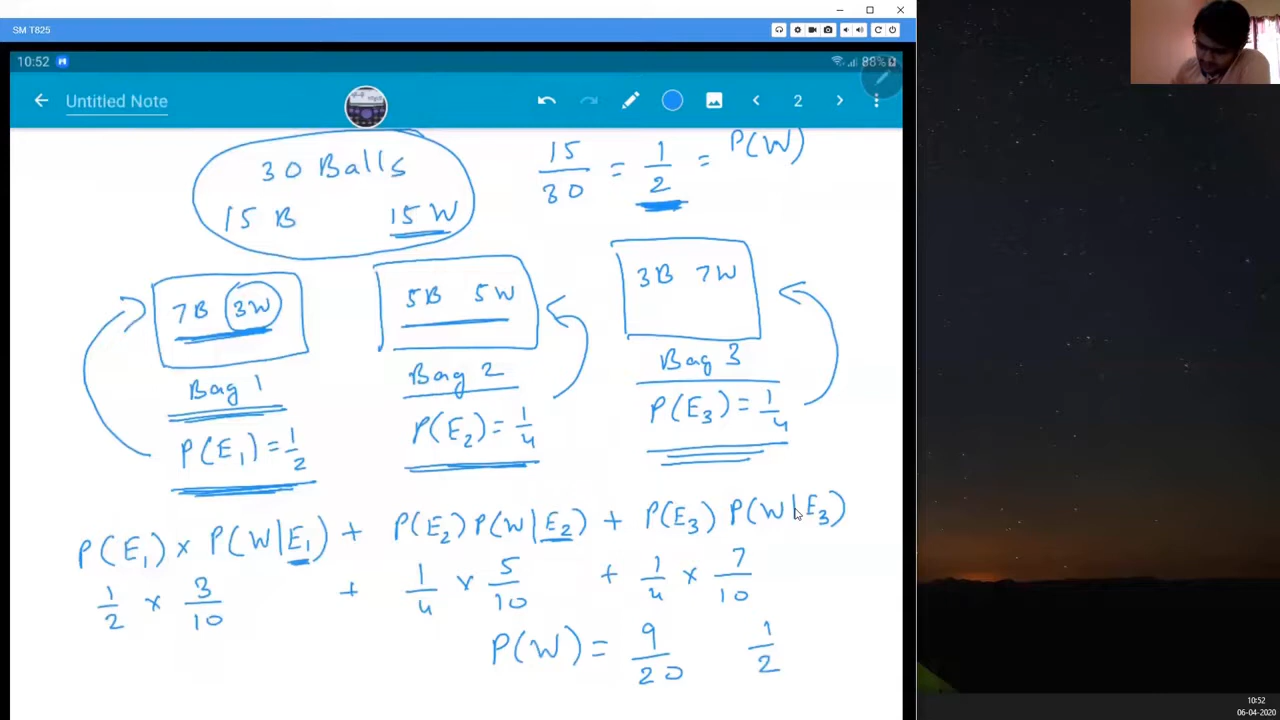 SM T825
10:52 88%
Untitled Note 2
30 Balls
15 B 15 W
15/30 = 1/2 = P(W)
7B 3W
5B 5W
3B 7W
Bag 1
Bag 2
Bag 3
P(E₁) = 1/2
P(E₂) = 1/4
P(E₃) = 1/4
P(E₁) × P(W|E₁) + P(E₂) P(W|E₂) + P(E₃) P(W|E₃)
1/2 × 3/10 + 1/4 × 5/10 + 1/4 × 7/10
P(W) = 9/20 1/2
10:52
06-04-2020